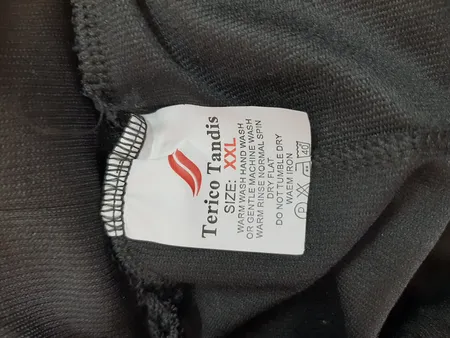 Terico Tandis
SIZE: XXL
WARM WASH HAND WASH
OR GENTLE MACHINE WASH
WARM RINSE NORMAL SPIN
DRY FLAT
DO NOT TUMBLE DRY
WAEM IRON
P 40